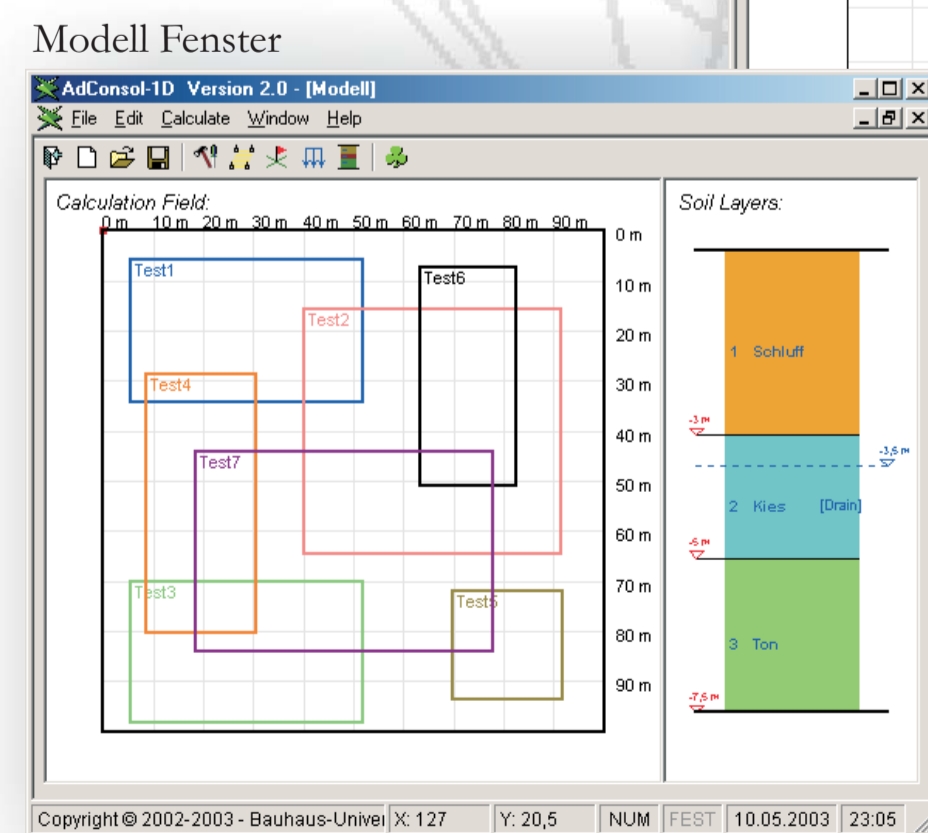 Modell Fenster
AdConsol-1D Version 2.0 - [Modell]
File Edit Calculate Window Help
Calculation Field:
0 m 10 m 20 m 30 m 40 m 50 m 60 m 70 m 80 m 90 m
0 m
10 m
20 m
30 m
40 m
50 m
60 m
70 m
80 m
90 m
Test1
Test6
Test2
Test4
Test7
Test3
Test5
Soil Layers:
1 Schluff
-3 m
-3,5 m
2 Kies [Drain]
-5 m
3 Ton
-7,5 m
Copyright © 2002-2003 - Bauhaus-Univer X: 127 Y: 20,5 NUM FEST 10.05.2003 23:05